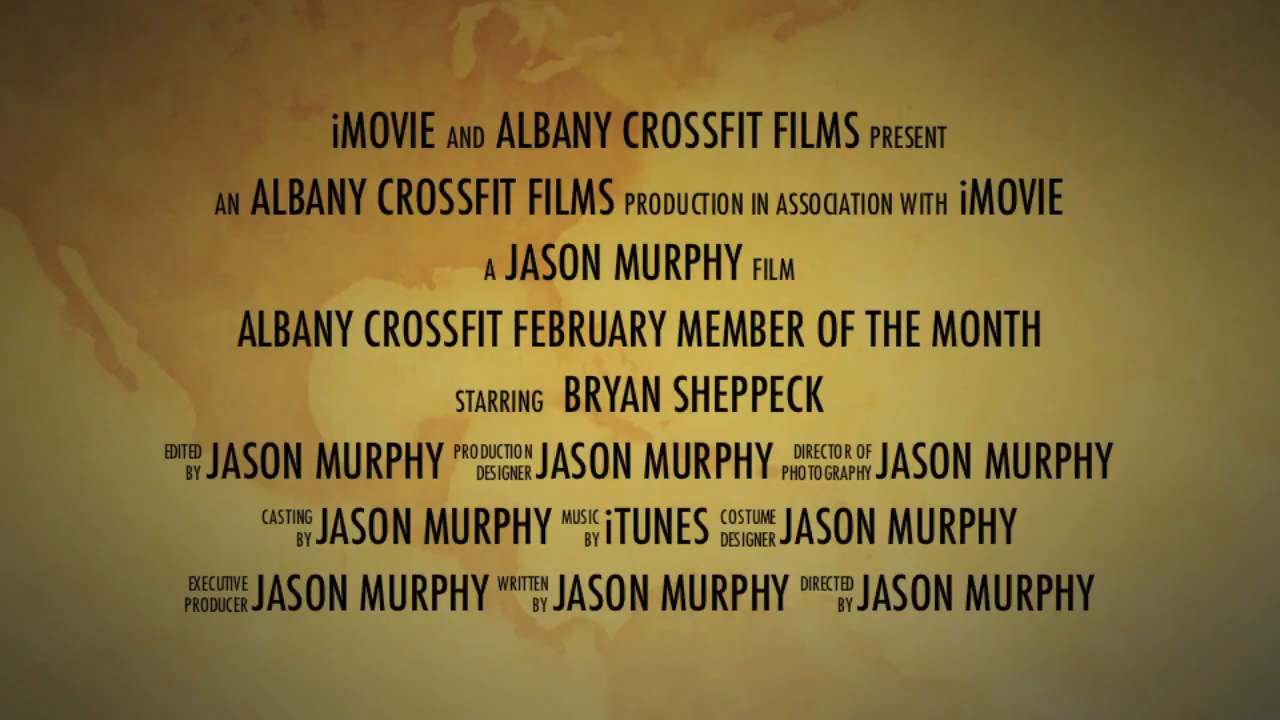 iMOVIE AND ALBANY CROSSFIT FILMS PRESENT
AN ALBANY CROSSFIT FILMS PRODUCTION IN ASSOCIATION WITH iMOVIE
A JASON MURPHY FILM
ALBANY CROSSFIT FEBRUARY MEMBER OF THE MONTH
STARRING BRYAN SHEPPECK
EDITED BY JASON MURPHY PRODUCTION DESIGNER JASON MURPHY DIRECTOR OF PHOTOGRAPHY JASON MURPHY
CASTING BY JASON MURPHY MUSIC BY iTUNES COSTUME DESIGNER JASON MURPHY
EXECUTIVE PRODUCER JASON MURPHY WRITTEN BY JASON MURPHY DIRECTED BY JASON MURPHY